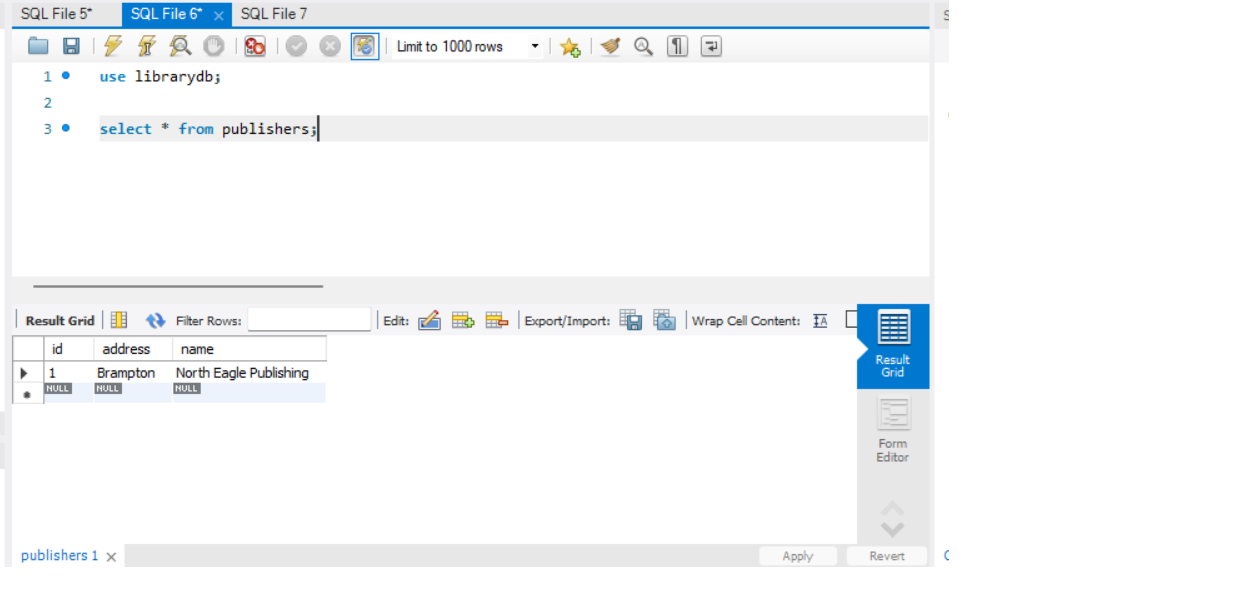 SQL File 5* SQL File 6* SQL File 7
Limit to 1000 rows
1 use librarydb;
2
3 select * from publishers;
Result Grid Filter Rows: Edit: Export/Import: Wrap Cell Content:
id address name
1 Brampton North Eagle Publishing
NULL NULL NULL
Result
Grid
Form
Editor
publishers 1 Apply Revert